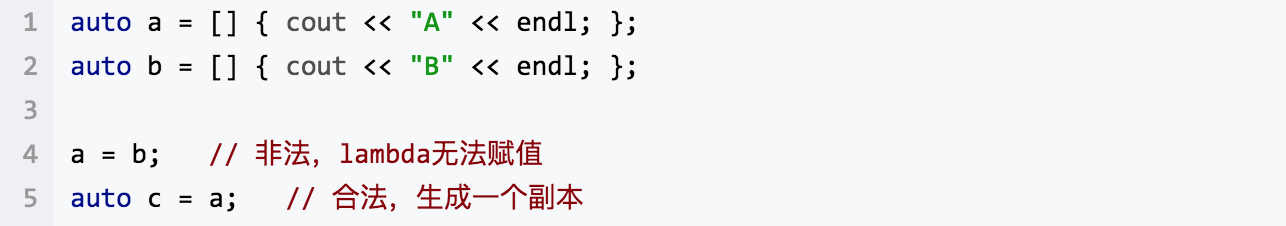 1 auto a = [] { cout << "A" << endl; };
2 auto b = [] { cout << "B" << endl; };
3
4 a = b;   // 非法，lambda无法赋值
5 auto c = a;   // 合法，生成一个副本